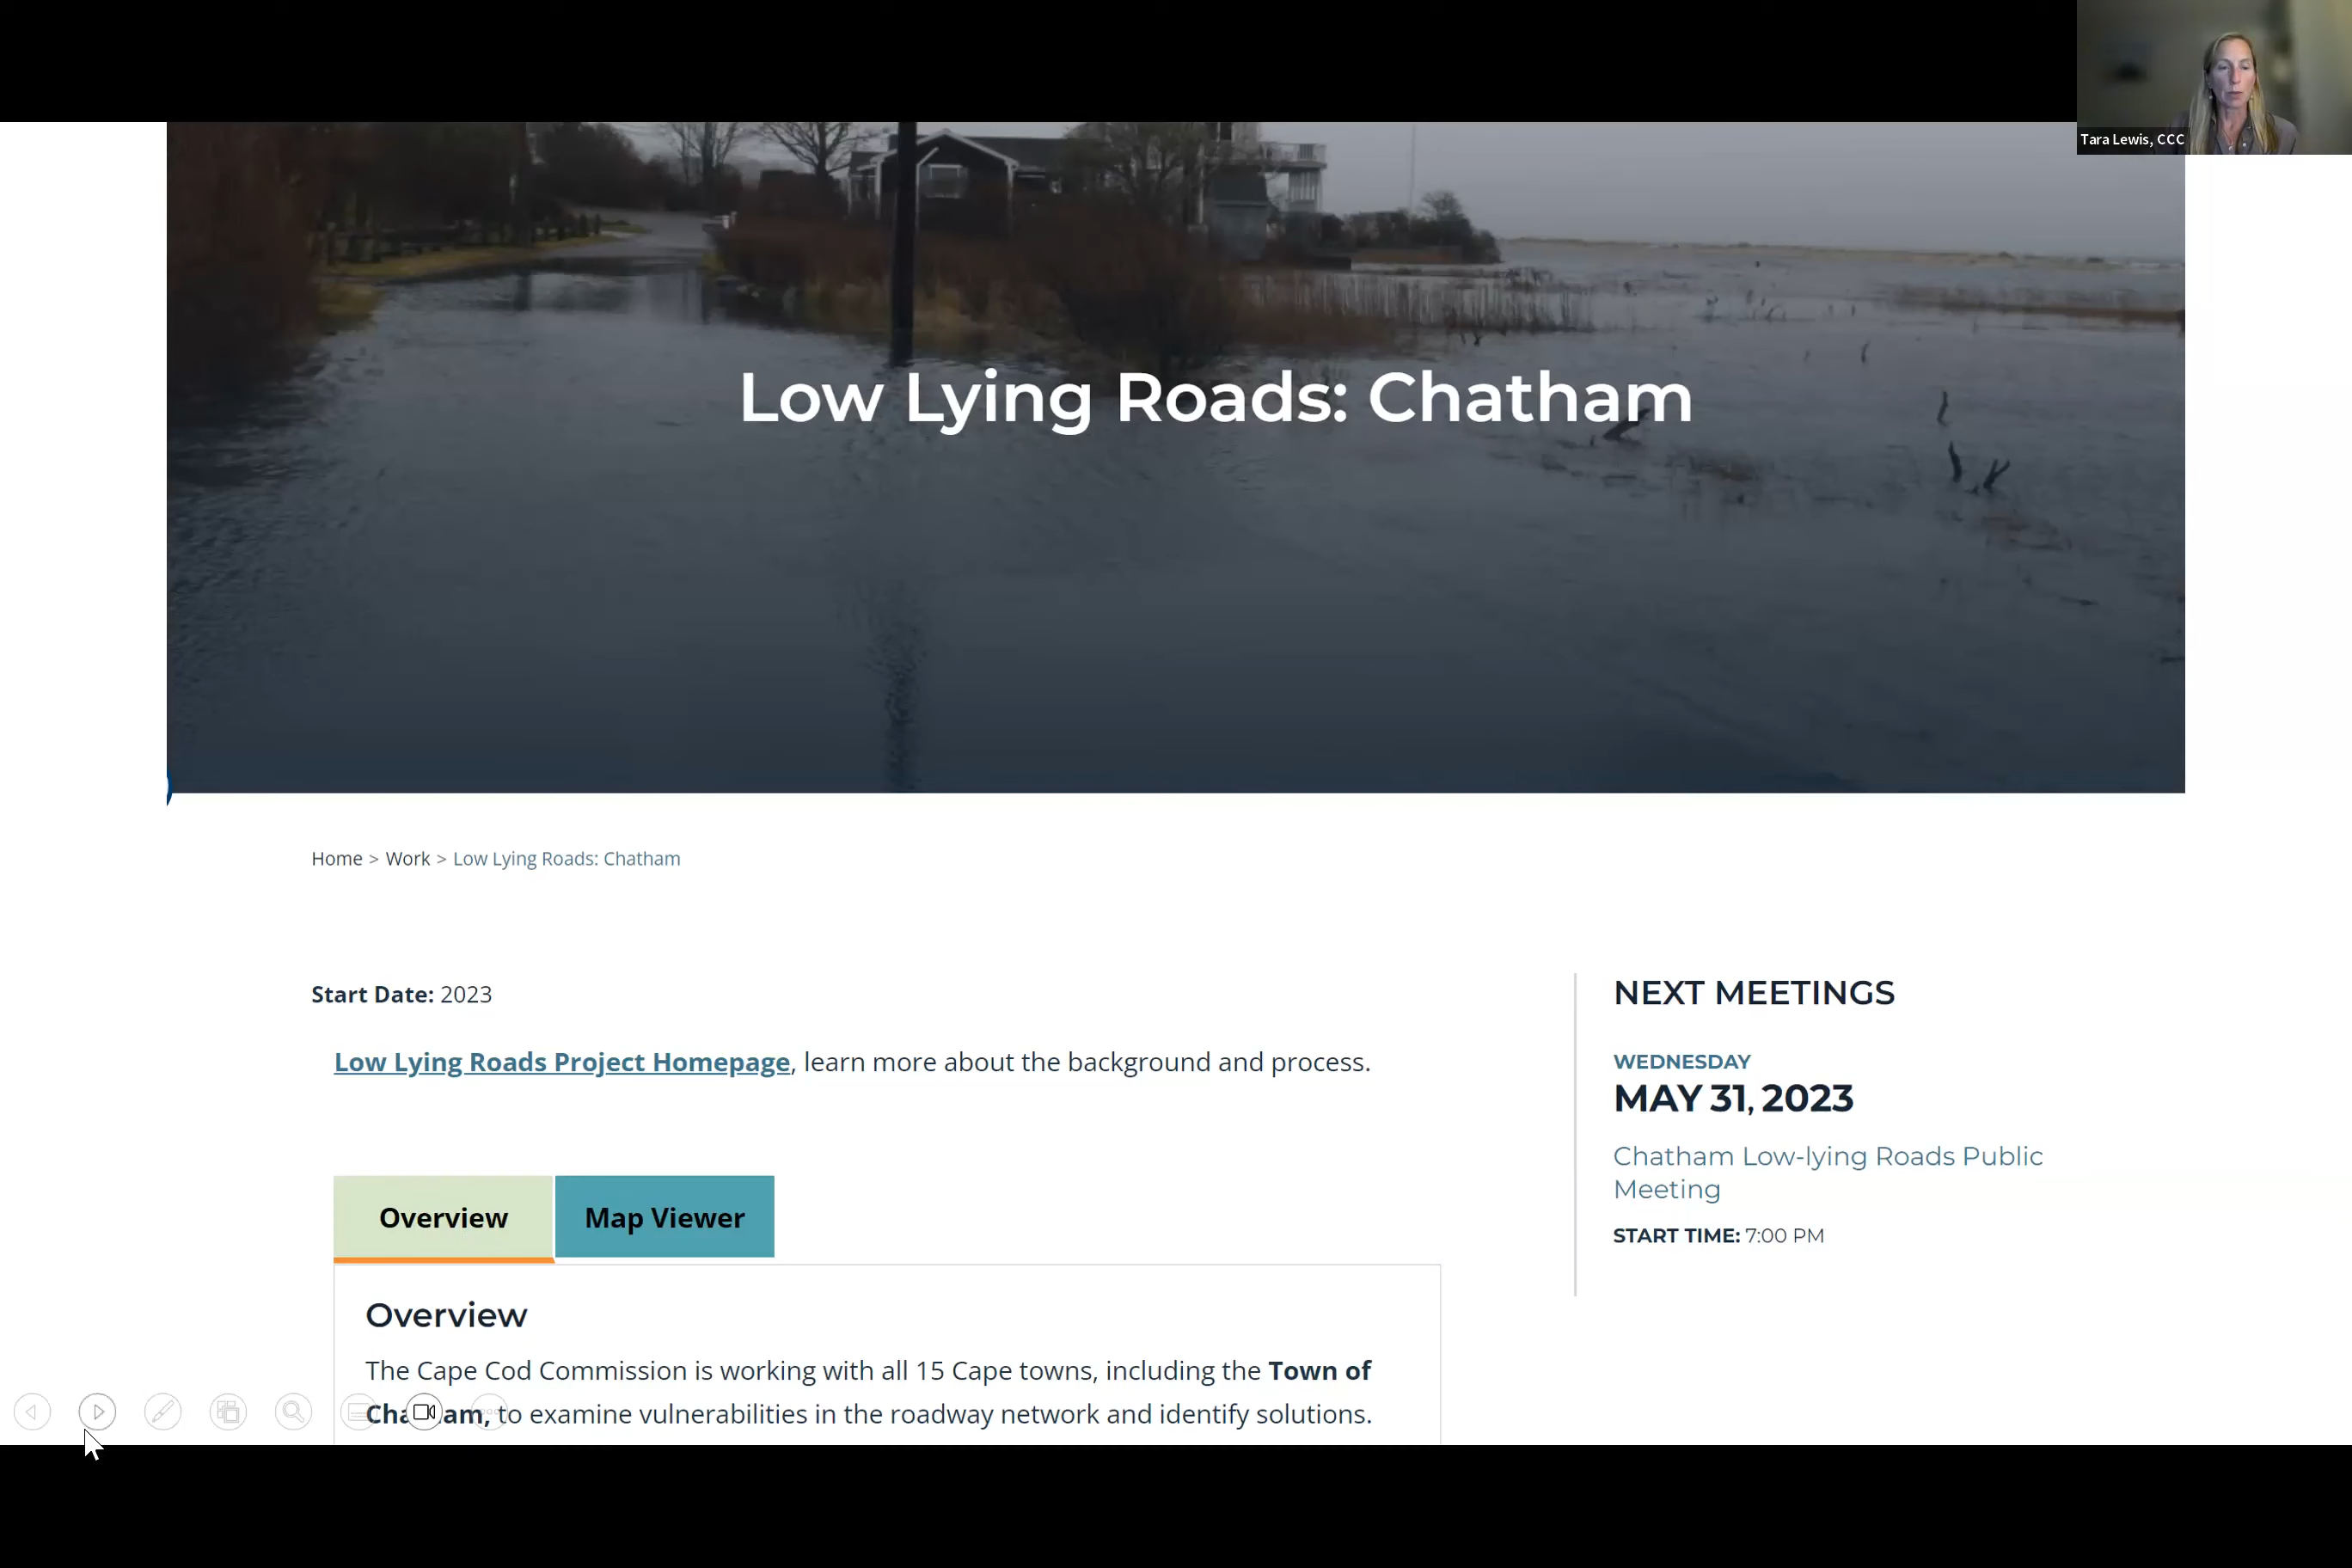 Tara Lewis, CCC
Low Lying Roads: Chatham
Home > Work > Low Lying Roads: Chatham
Start Date: 2023
Low Lying Roads Project Homepage, learn more about the background and process.
NEXT MEETINGS
WEDNESDAY
MAY 31, 2023
Chatham Low-lying Roads Public
Meeting
START TIME: 7:00 PM
Overview
Map Viewer
Overview
The Cape Cod Commission is working with all 15 Cape towns, including the Town of
Chatham, to examine vulnerabilities in the roadway network and identify solutions.